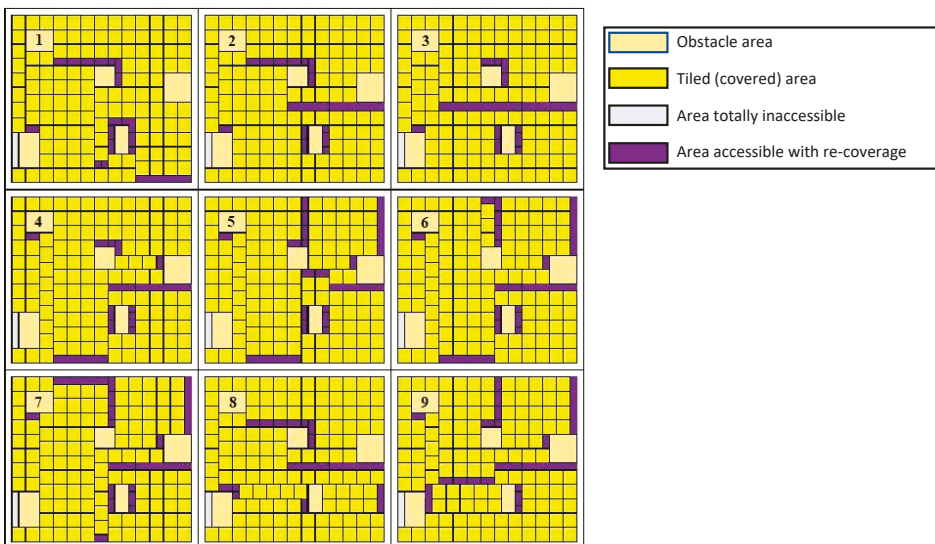 1
2
3
4
5
6
7
8
9
Obstacle area
Tiled (covered) area
Area totally inaccessible
Area accessible with re-coverage